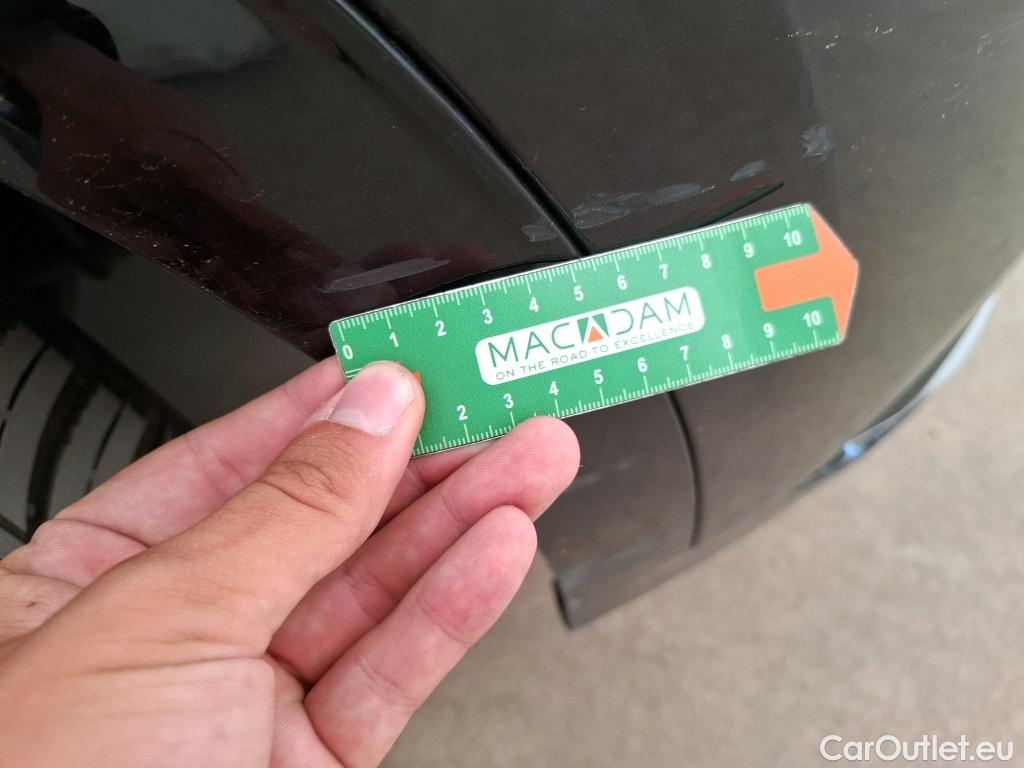 0 1 2 3 4 5 6 7 8 9 10
MACADAM
ON THE ROAD TO EXCELLENCE
2 3 4 5 6 7 8 9 10
CarOutlet.eu